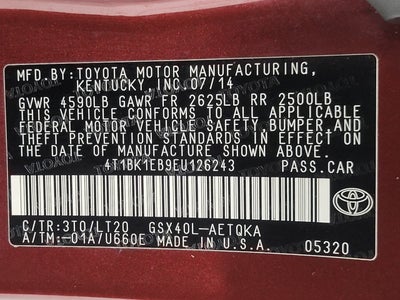 MFD.BY:TOYOTA MOTOR MANUFACTURING,
KENTUCKY, INC.07/14
GVWR 4590LB GAWR FR 2625LB RR 2500LB
THIS VEHICLE CONFORMS TO ALL APPLICABLE
FEDERAL MOTOR VEHICLE SAFETY,BUMPER,AND
THEFT PREVENTION STANDARDS IN EFFECT ON
THE DATE OF MANUFACTURE SHOWN ABOVE.
4T1BK1EB9EU126243 PASS.CAR
TOYOTA
C/TR:3T0/LT20 GSX40L-AETQKA
A/TM:-01A/U660E MADE IN U.S.A. 05320